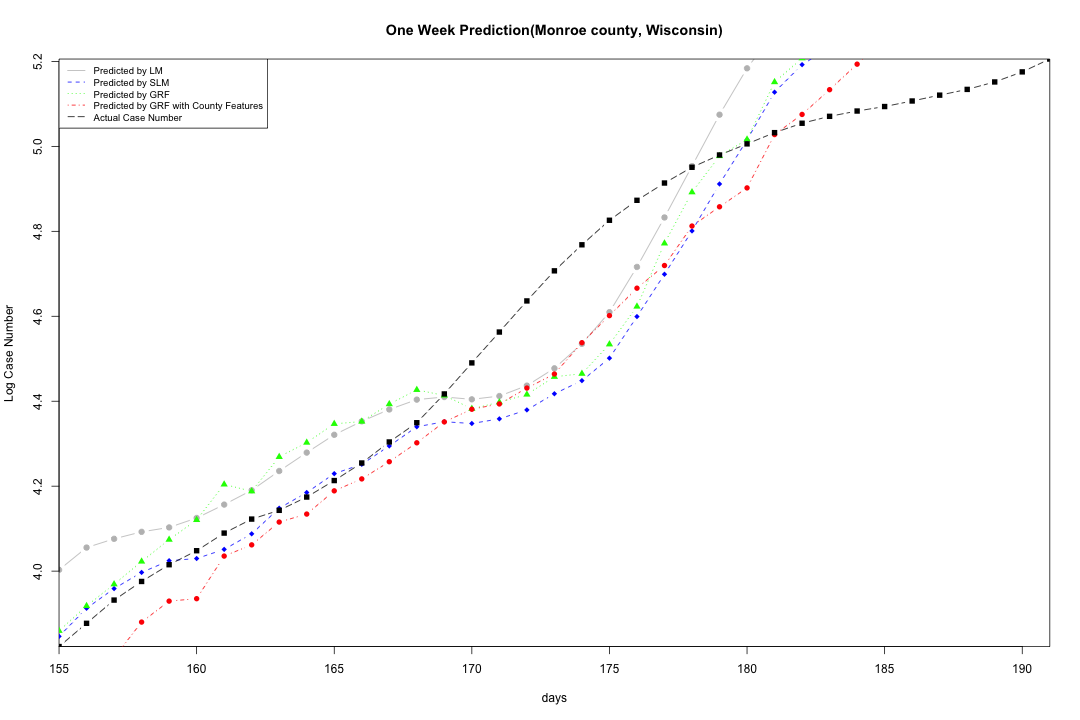 One Week Prediction(Monroe county, Wisconsin)
Predicted by LM
Predicted by SLM
Predicted by GRF
Predicted by GRF with County Features
Actual Case Number
5.2
5.0
4.8
4.6
4.4
4.2
4.0
Log Case Number
155 160 165 170 175 180 185 190
days